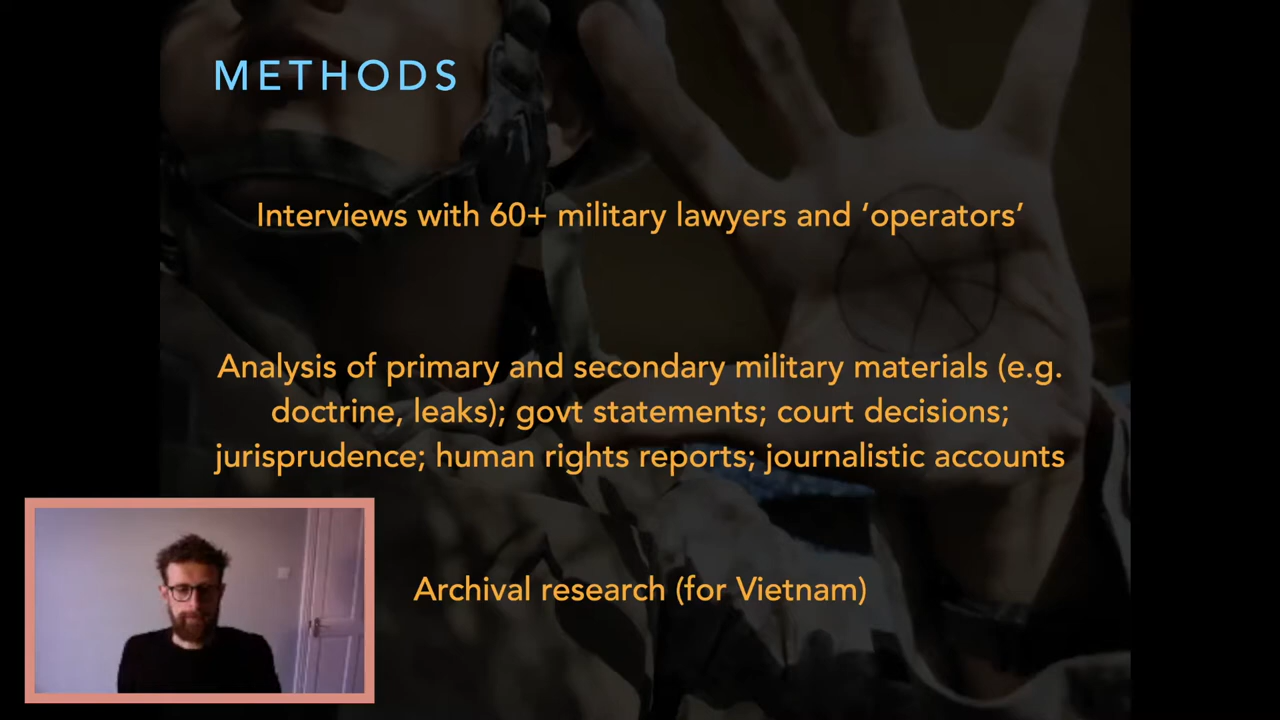 METHODS
Interviews with 60+ military lawyers and ‘operators’
Analysis of primary and secondary military materials (e.g.
doctrine, leaks); govt statements; court decisions;
jurisprudence; human rights reports; journalistic accounts
Archival research (for Vietnam)